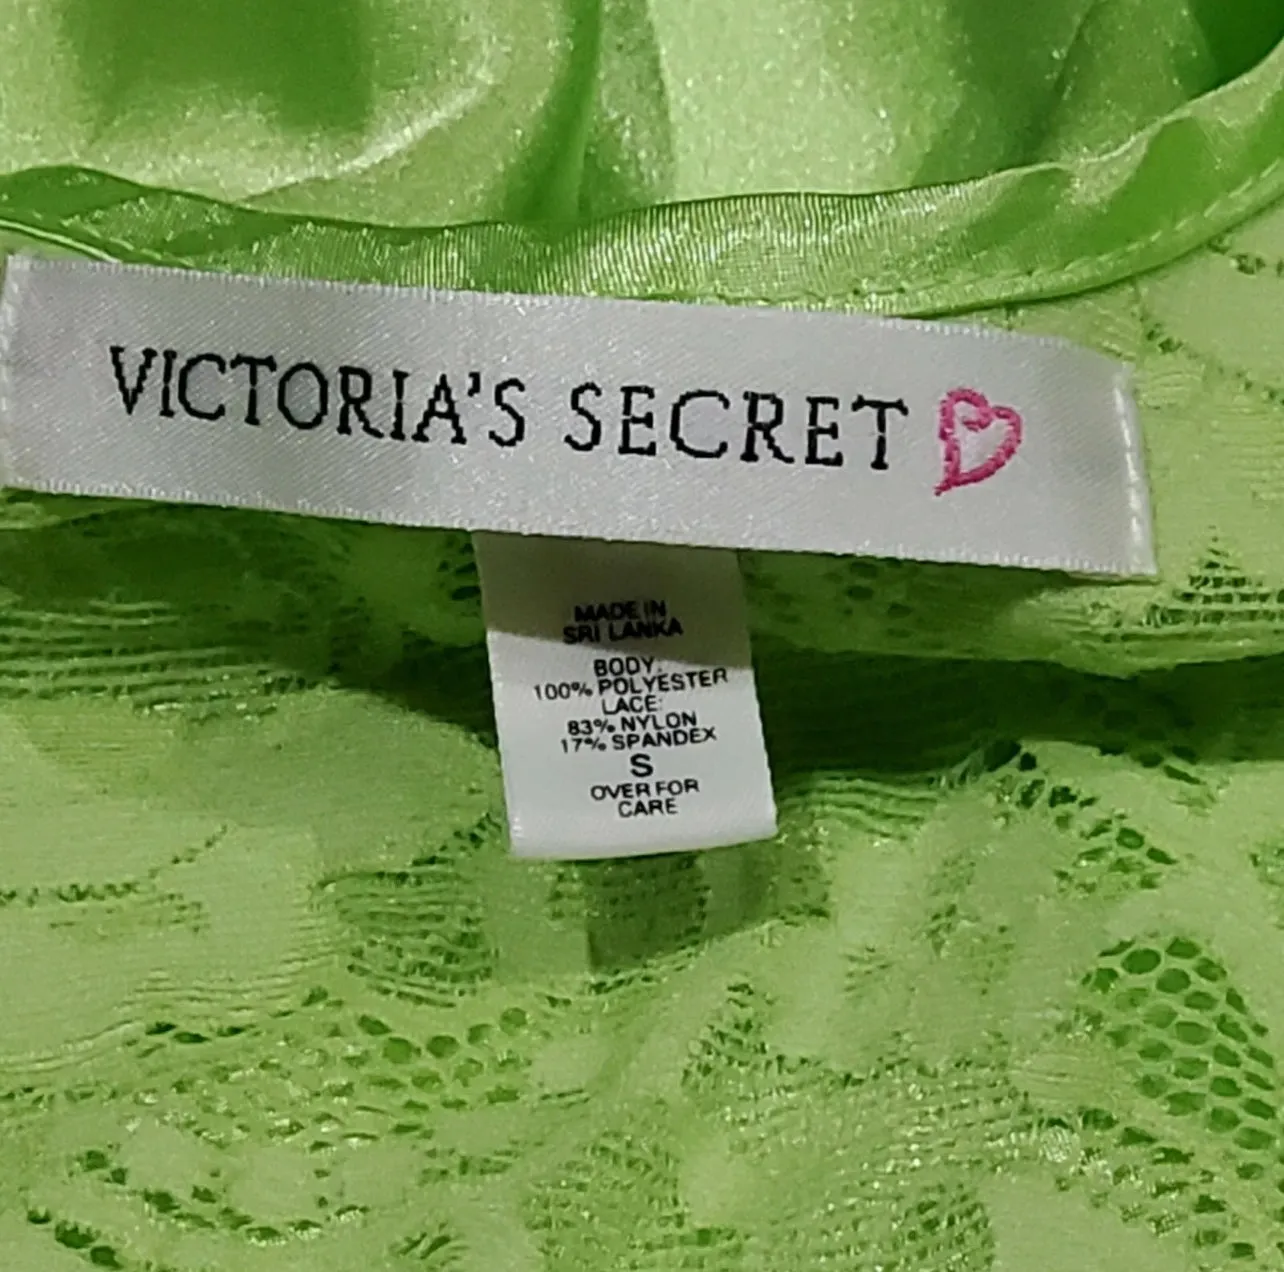 VICTORIA'S SECRET
MADE IN
SRI LANKA
BODY:
100% POLYESTER
LACE:
83% NYLON
17% SPANDEX
S
OVER FOR
CARE